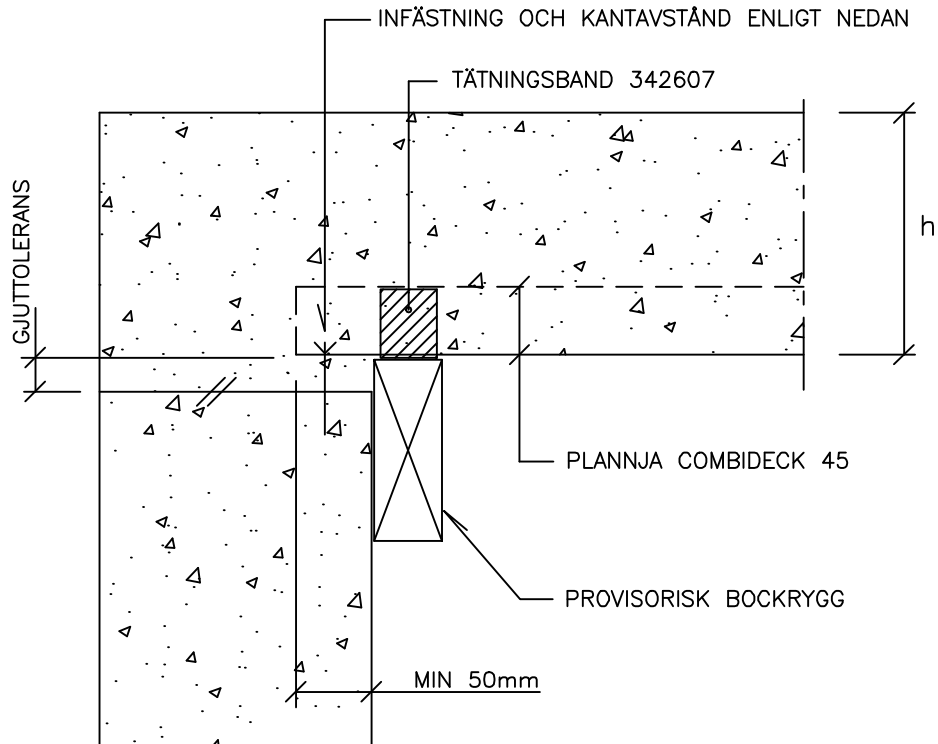 INFÄSTNING OCH KANTAVSTÅND ENLIGT NEDAN
TÄTNINGSBAND 342607
GJUTTOLERANS
h
PLANNJA COMBIDECK 45
PROVISORISK BOCKRYGG
MIN 50mm